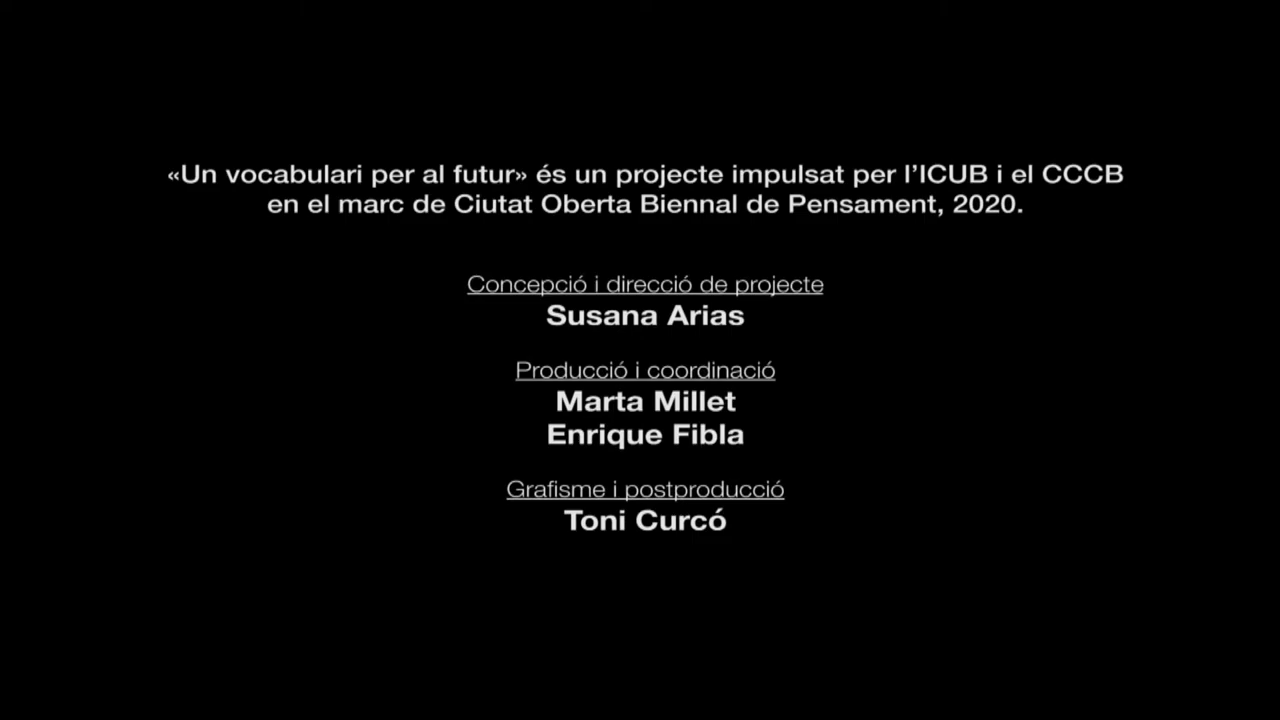 «Un vocabulari per al futur» és un projecte impulsat per l’ICUB i el CCCB
en el marc de Ciutat Oberta Biennal de Pensament, 2020.
Concepció i direcció de projecte
Susana Arias
Producció i coordinació
Marta Millet
Enrique Fibla
Grafisme i postproducció
Toni Curcó